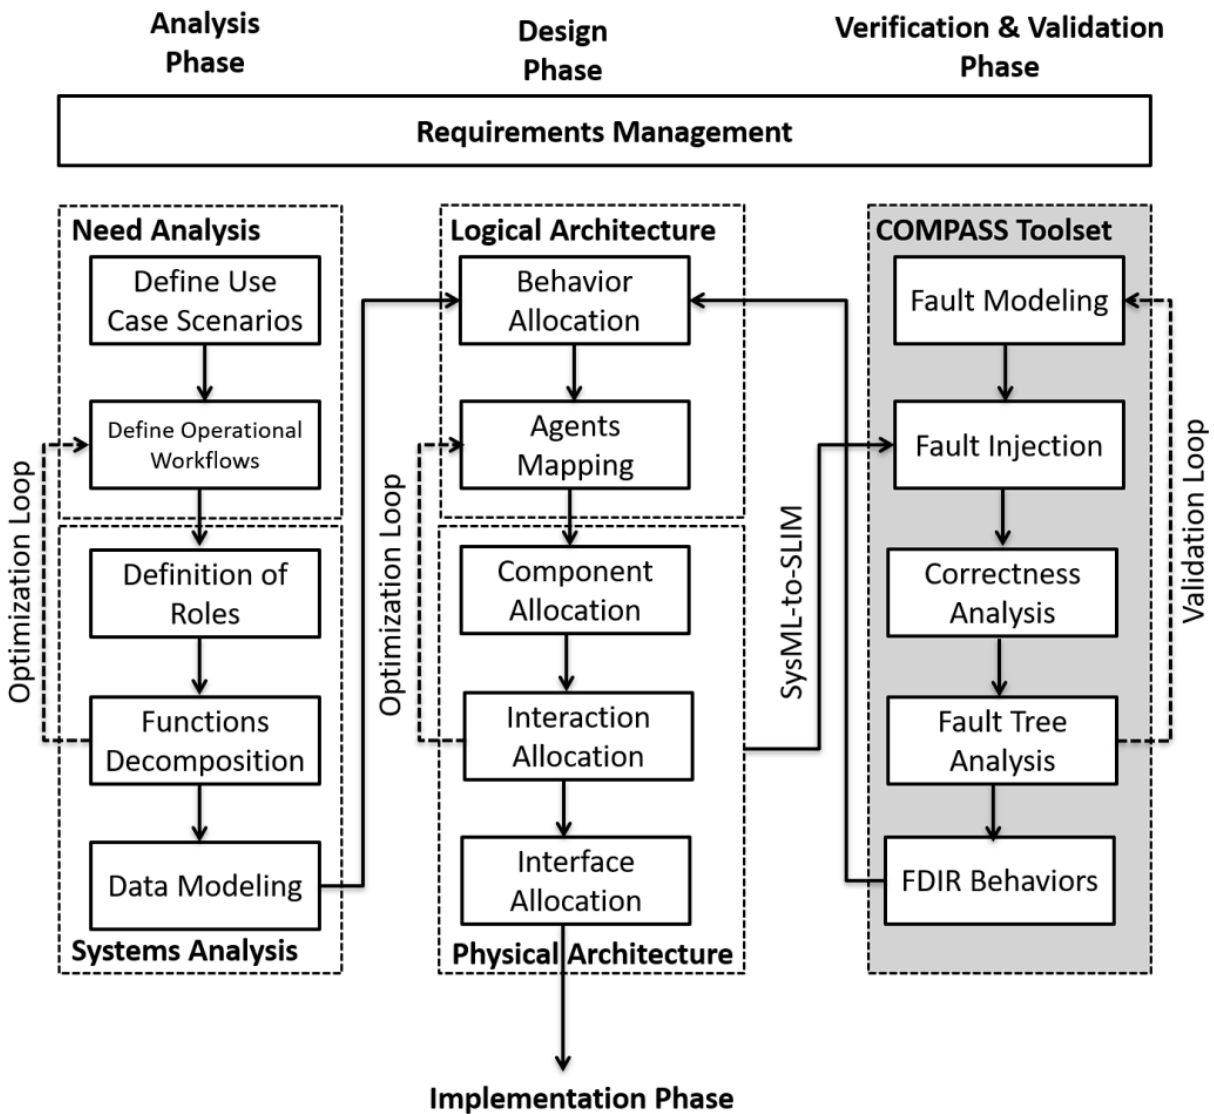 Analysis
Phase
Design
Phase
Verification & Validation
Phase
Requirements Management
Need Analysis
Define Use
Case Scenarios
Define Operational
Workflows
Optimization Loop
Definition of
Roles
Functions
Decomposition
Data Modeling
Systems Analysis
Logical Architecture
Behavior
Allocation
Agents
Mapping
Optimization Loop
Component
Allocation
Interaction
Allocation
Interface
Allocation
Physical Architecture
SysML-to-SLIM
COMPASS Toolset
Fault Modeling
Fault Injection
Correctness
Analysis
Fault Tree
Analysis
FDIR Behaviors
Validation Loop
Implementation Phase